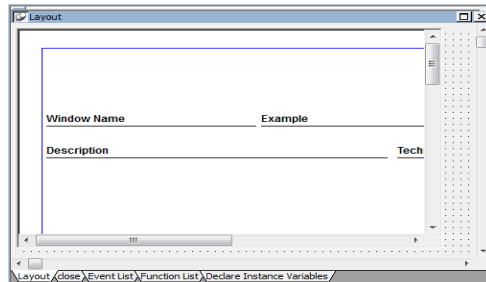 Layout
Window Name Example
Description Tech
Layout close Event List Function List Declare Instance Variables